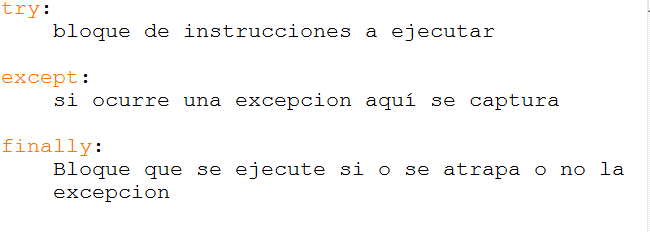 try:
bloque de instrucciones a ejecutar
except:
si ocurre una excepcion aquí se captura
finally:
Bloque que se ejecute si o se atrapa o no la
excepcion